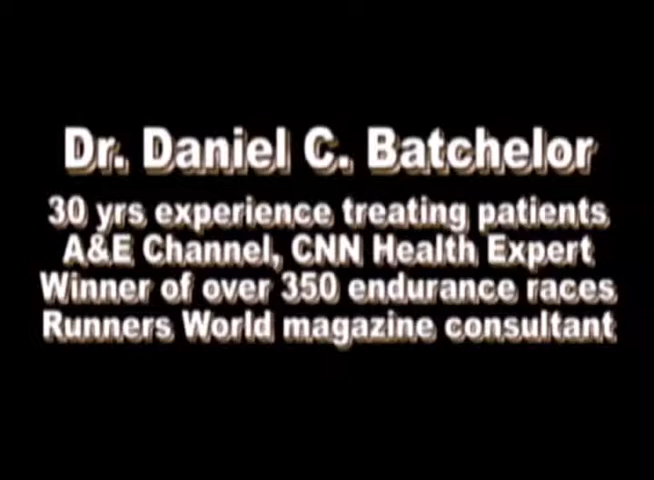 Dr. Daniel C. Batchelor
30 yrs experience treating patients
A&E Channel, CNN Health Expert
Winner of over 350 endurance races
Runners World magazine consultant